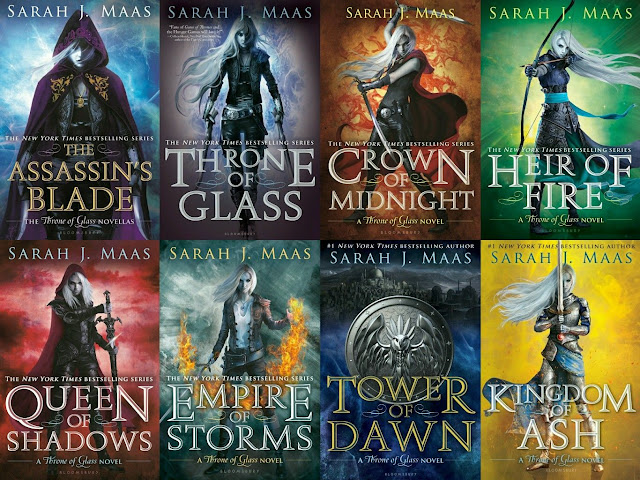 SARAH J. MAAS
THE NEW YORK TIMES BESTSELLING SERIES
THE
ASSASSIN'S
BLADE
THE Throne of Glass NOVELLAS
BLOOMSBURY
SARAH J. MAAS
THE NEW YORK TIMES BESTSELLING SERIES
THRONE
OF
GLASS
BLOOMSBURY
SARAH J. MAAS
THE NEW YORK TIMES BESTSELLING SERIES
CROWN
OF
MIDNIGHT
A Throne of Glass NOVEL
SARAH J. MAAS
THE NEW YORK TIMES BESTSELLING SERIES
HEIR OF
FIRE
A Throne of Glass NOVEL
BLOOMSBURY
SARAH J. MAAS
THE NEW YORK TIMES BESTSELLING SERIES
QUEEN
OF
SHADOWS
A Throne of Glass NOVEL
BLOOMSBURY
SARAH J. MAAS
THE NEW YORK TIMES BESTSELLING SERIES
EMPIRE
OF
STORMS
A Throne of Glass NOVEL
BLOOMSBURY
#1 NEW YORK TIMES BESTSELLING AUTHOR
SARAH J. MAAS
TOWER
OF
DAWN
A Throne of Glass NOVEL
#1 NEW YORK TIMES BESTSELLING AUTHOR
SARAH J. MAAS
KINGDOM
OF
ASH
A Throne of Glass NOVEL
BLOOMSBURY